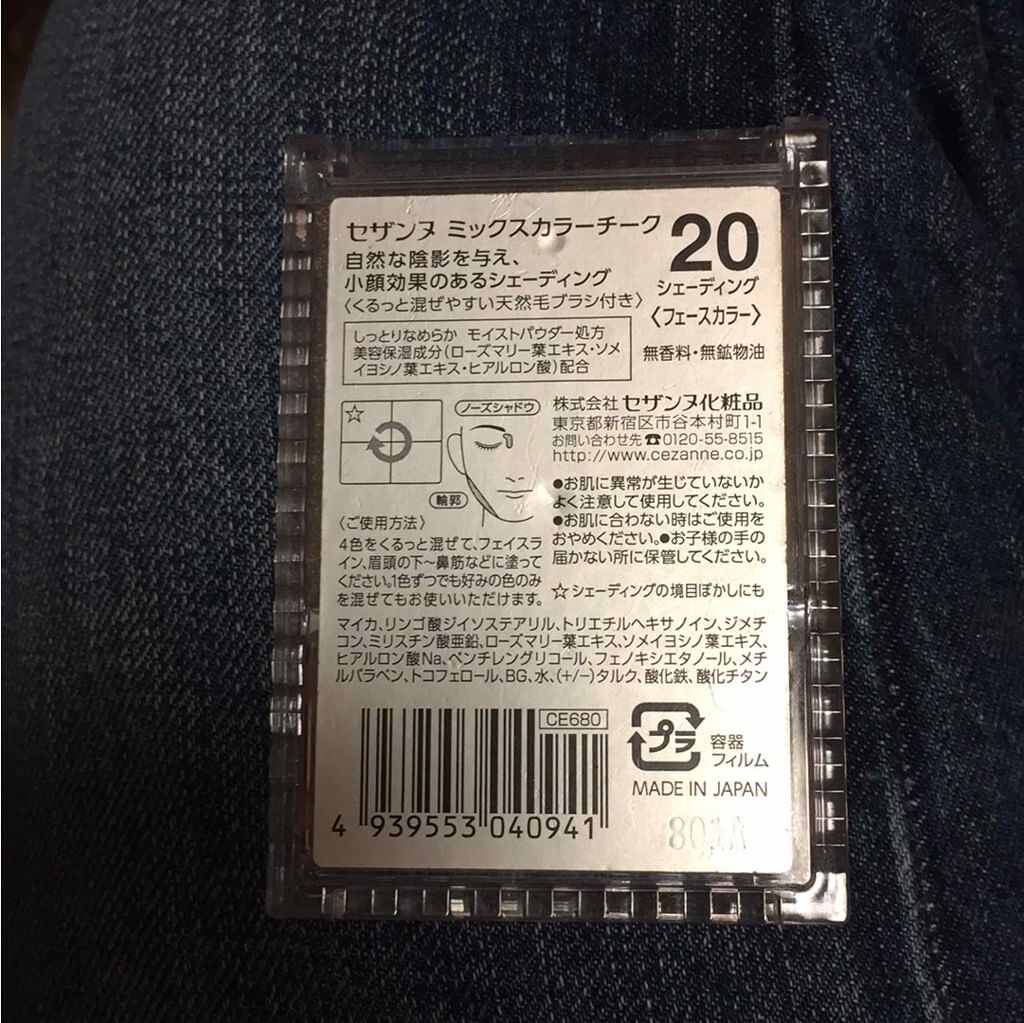 セザンヌ ミックスカラーチーク
20
自然な陰影を与え、
小顔効果のあるシェーディング
〈くるっと混ぜやすい天然毛ブラシ付き〉
シェーディング
〈フェースカラー〉
しっとりなめらか モイストパウダー処方
美容保湿成分(ローズマリー葉エキス・ソメ
イヨシノ葉エキス・ヒアルロン酸)配合
無香料・無鉱物油
☆
ノーズシャドウ
輪郭
〈ご使用方法〉
4色をくるっと混ぜて、フェイスラ
イン、眉頭の下~鼻筋などに塗って
ください。1色ずつでも好みの色のみ
を混ぜてもお使いいただけます。
株式会社 セザンヌ化粧品
東京都新宿区市谷本村町1-1
お問い合わせ先☎0120-55-8515
http://www.cezanne.co.jp
●お肌に異常が生じていないか
よく注意して使用してください。
●お肌に合わない時はご使用を
おやめください。●お子様の手の
届かない所に保管してください。
☆シェーディングの境目ぼかしにも
マイカ、リンゴ酸ジイソステアリル、トリエチルヘキサノイン、ジメチ
コン、ミリスチン酸亜鉛、ローズマリー葉エキス、ソメイヨシノ葉エキス、
ヒアルロン酸Na、ペンチレングリコール、フェノキシエタノール、メチ
ルパラベン、トコフェロール、BG、水、(+/-)タルク、酸化鉄、酸化チタン
CE680
4 939553 040941
プラ
容器
フィルム
MADE IN JAPAN
801A